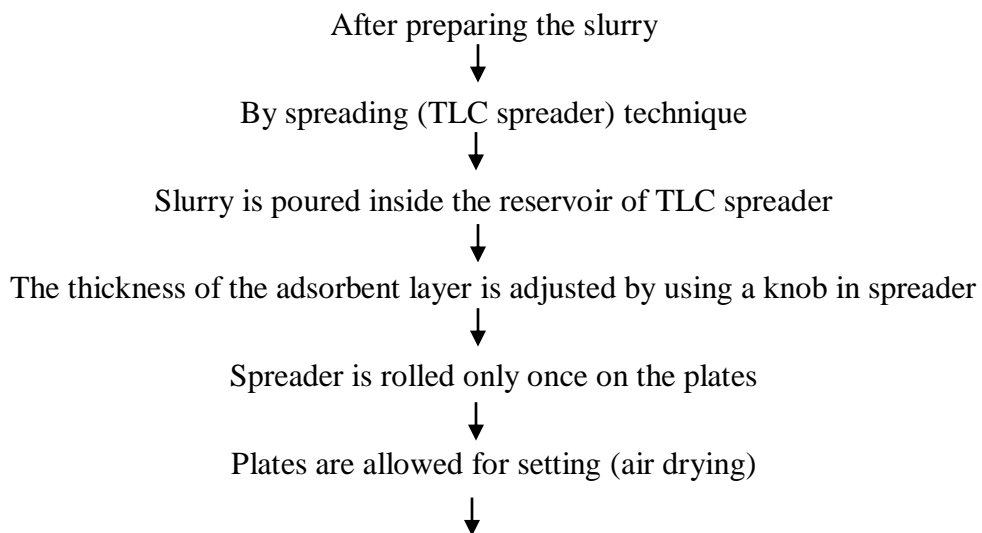 After preparing the slurry
By spreading (TLC spreader) technique
Slurry is poured inside the reservoir of TLC spreader
The thickness of the adsorbent layer is adjusted by using a knob in spreader
Spreader is rolled only once on the plates
Plates are allowed for setting (air drying)